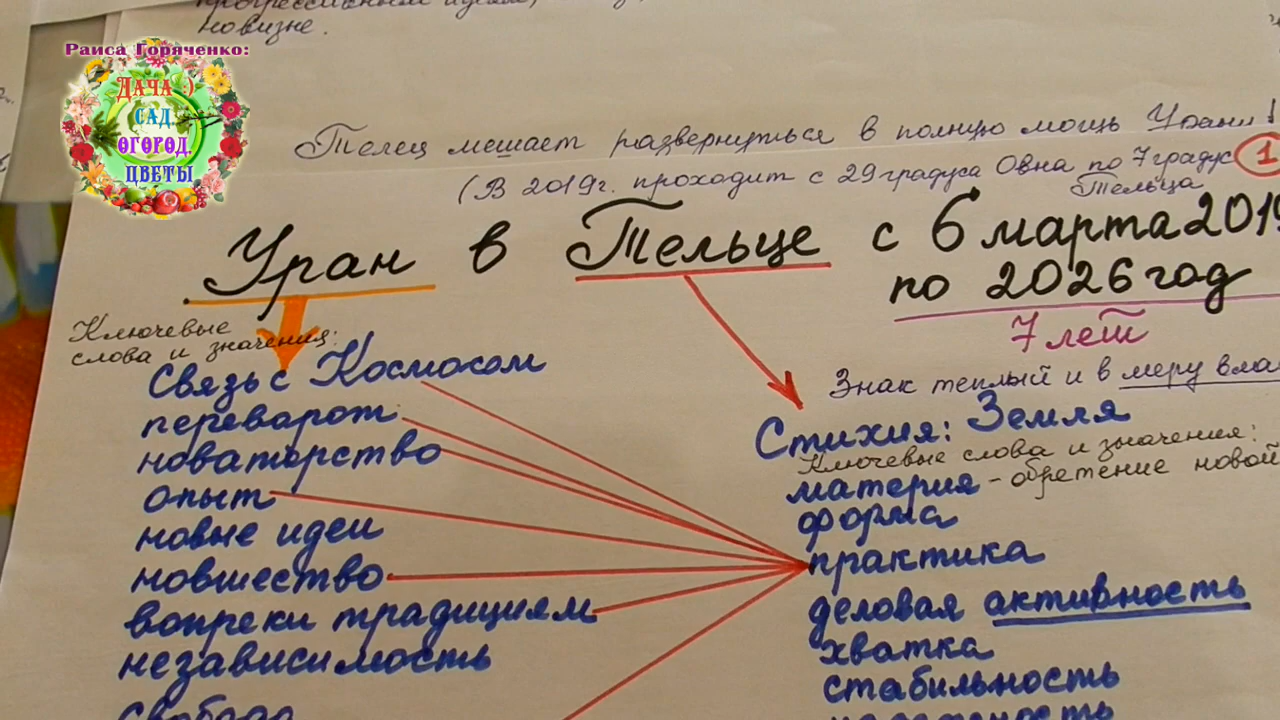 новизне.
Раиса Горяченко:
Дача :)
сад
огород,
цветы
Телец мешает развернуться в полную мощь Урану!
(В 2019г. проходит с 29 градуса Овна по 7 градус
Тельца
1
Уран в Тельце с 6 марта 2019
по 2026 год
7 лет
Ключевые
слова и значения:
Связь с Космосом
переворот
новаторство
опыт
новые идеи
новшество
вопреки традициям
независимость
свобода
Знак теплый и в меру вла
Стихия: Земля
Ключевые слова и значения:
материя - обретение новой
форма
практика
деловая активность
хватка
стабильность